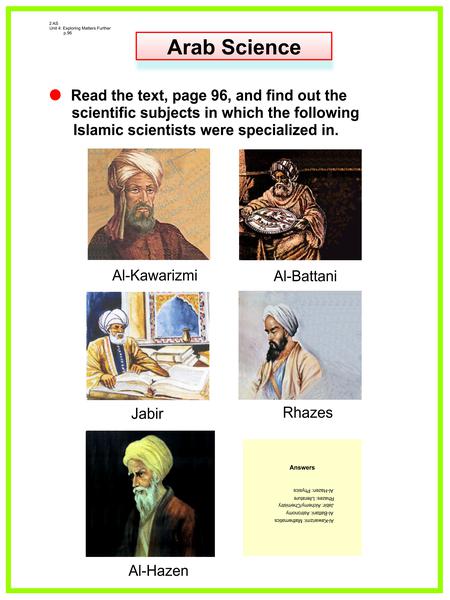 2 AS
Unit 4: Exploring Matters Further
p.96
Arab Science
Read the text, page 96, and find out the
scientific subjects in which the following
Islamic scientists were specialized in.
Al-Kawarizmi
Al-Battani
Jabir
Rhazes
Al-Hazen
Answers
Al-Kawarizmi: Mathematics
Al-Battani: Astronomy
Jabir: Alchemy/Chemistry
Rhazes: Literature
Al-Hazen: Physics